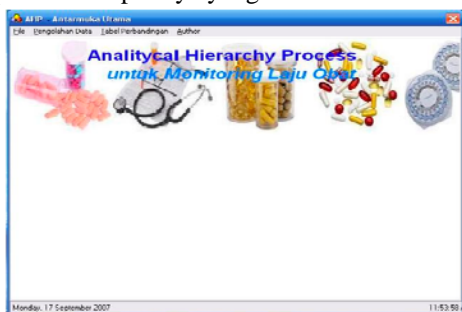 AHP - Antarmuka Utama
File Pengolahan Data Tabel Perbandingan Author
Analitycal Hierarchy Process
untuk Monitoring Laju Obat
Monday, 17 September 2007 11:53:58